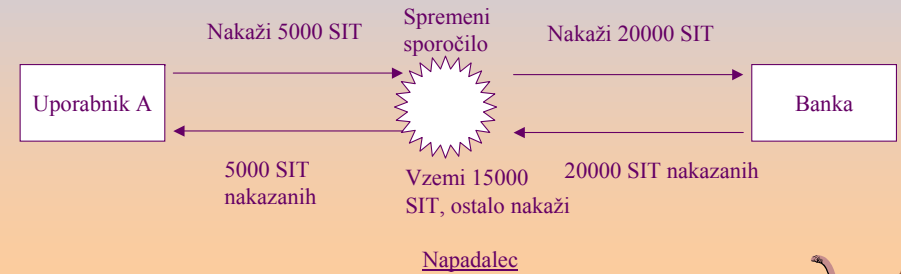 Nakaži 5000 SIT
Spremeni
sporočilo
Nakaži 20000 SIT
Uporabnik A
Banka
5000 SIT
nakazanih
Vzemi 15000
SIT, ostalo nakaži
20000 SIT nakazanih
Napadalec